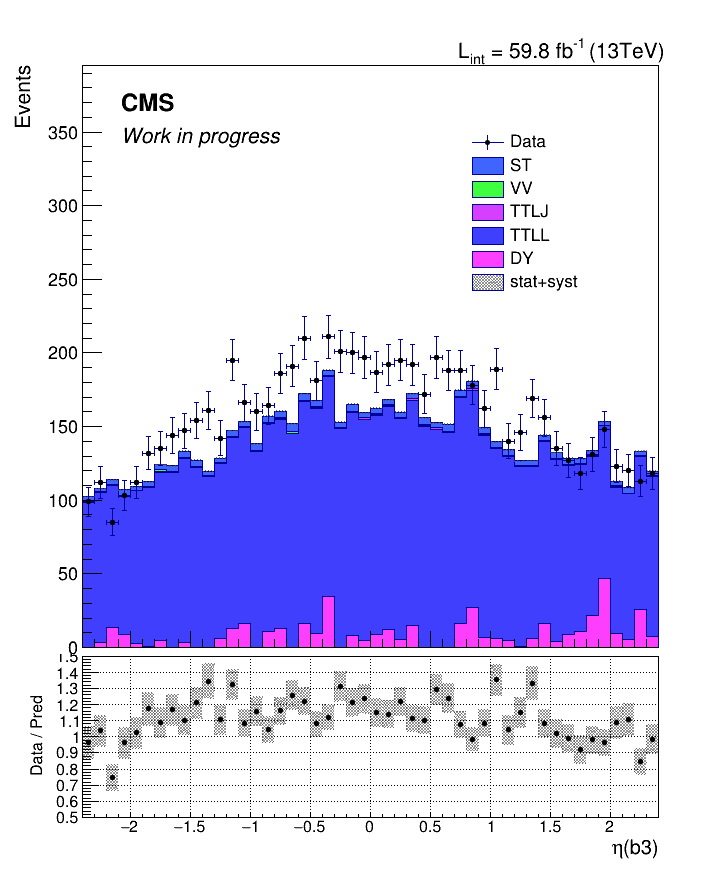 L_int = 59.8 fb^-1 (13TeV)
Events
CMS
Work in progress
Data
ST
VV
TTLJ
TTLL
DY
stat+syst
350
300
250
200
150
100
50
0
Data / Pred
1.5
1.4
1.3
1.2
1.1
1
0.9
0.8
0.7
0.6
0.5
−2 −1.5 −1 −0.5 0 0.5 1 1.5 2
η(b3)